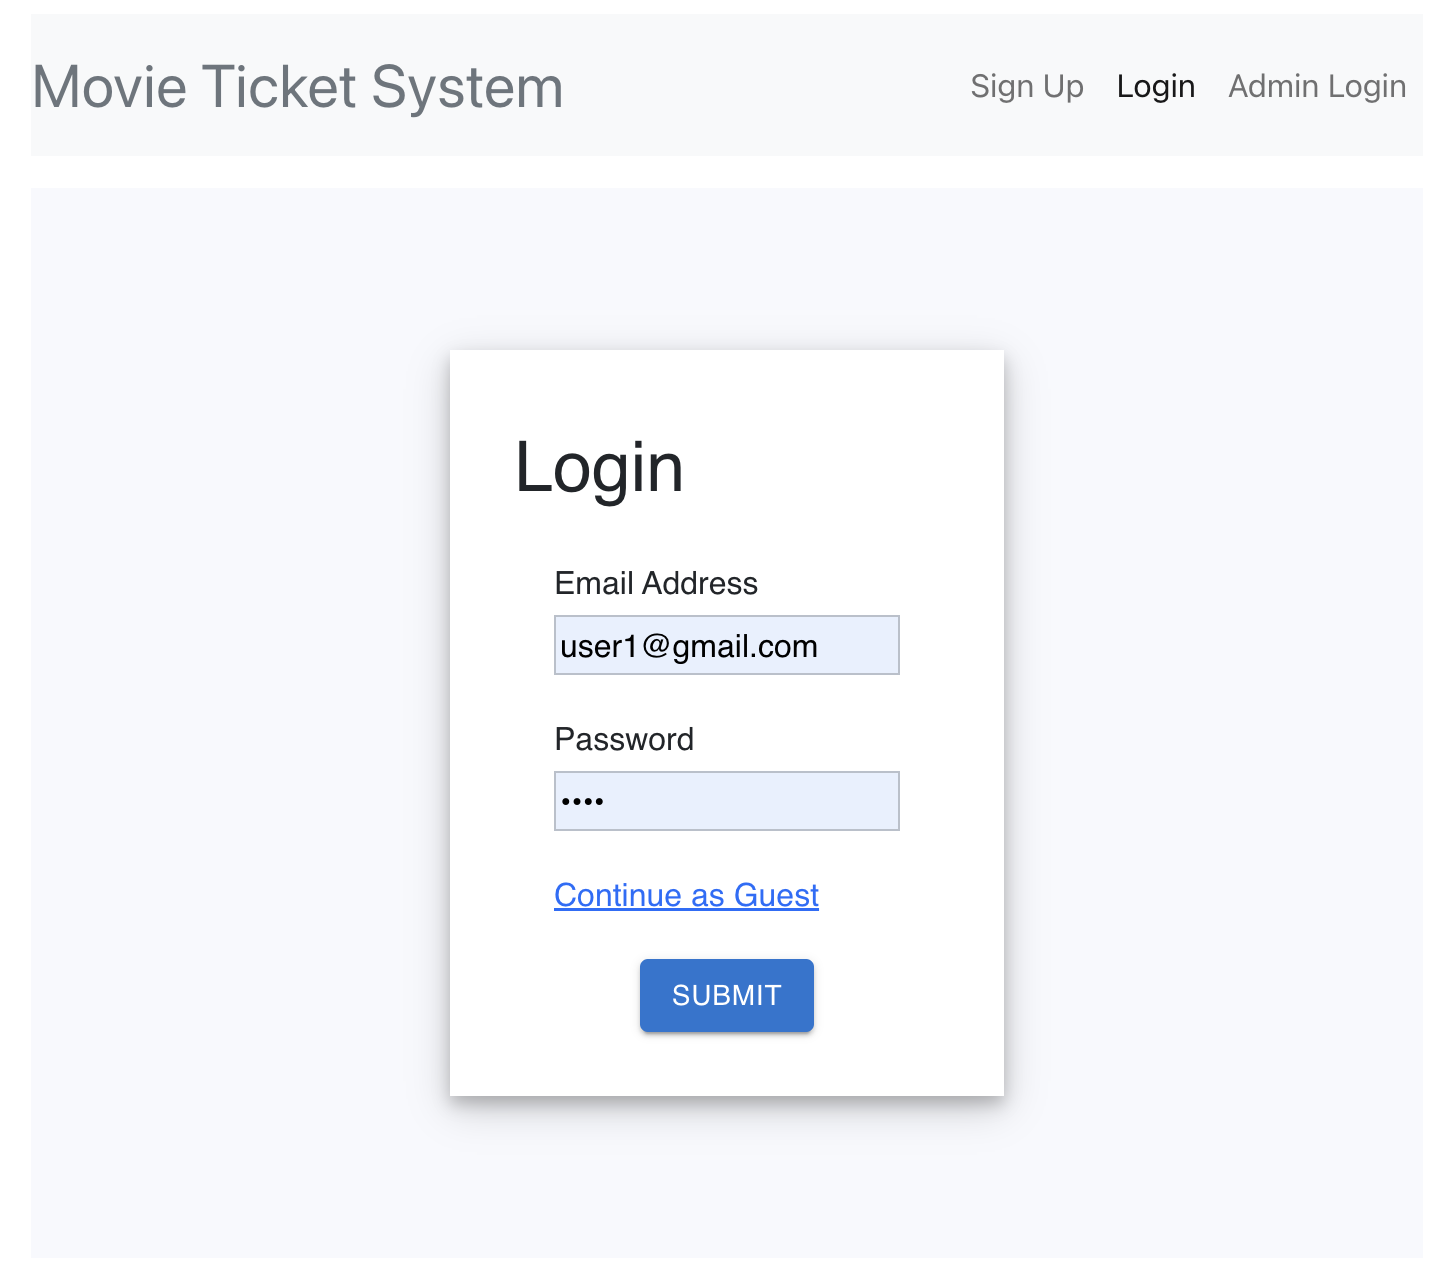 Movie Ticket System
Sign Up Login Admin Login
Login
Email Address
user1@gmail.com
Password
••••
Continue as Guest
SUBMIT